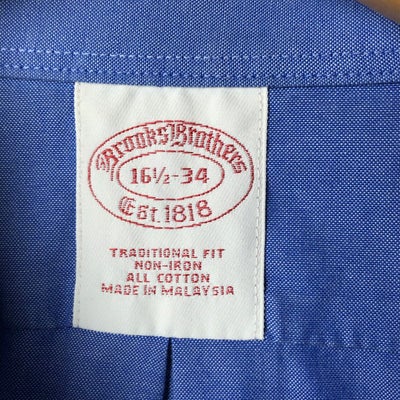 Brooks Brothers
16½-34
Est. 1818
TRADITIONAL FIT
NON-IRON
ALL COTTON
MADE IN MALAYSIA